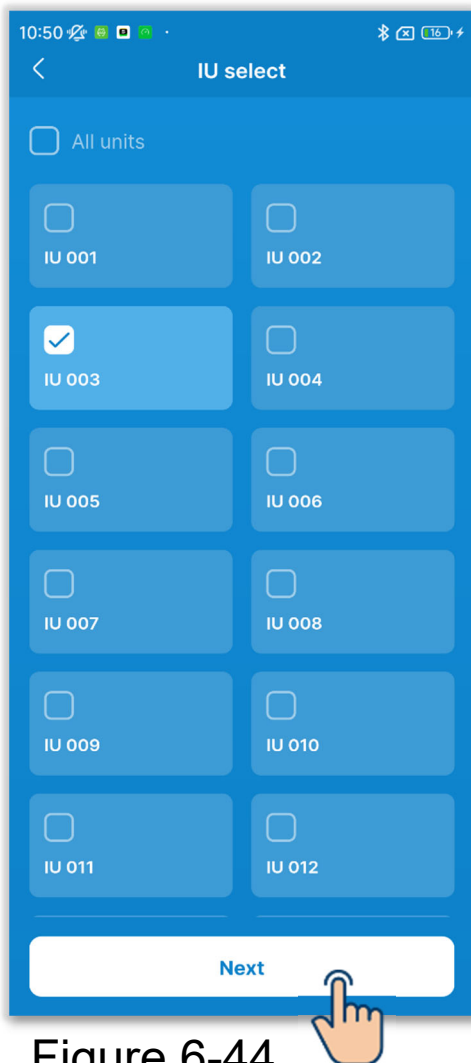 10:50
16
IU select
All units
IU 001
IU 002
IU 003
IU 004
IU 005
IU 006
IU 007
IU 008
IU 009
IU 010
IU 011
IU 012
Next
Figure 6-44